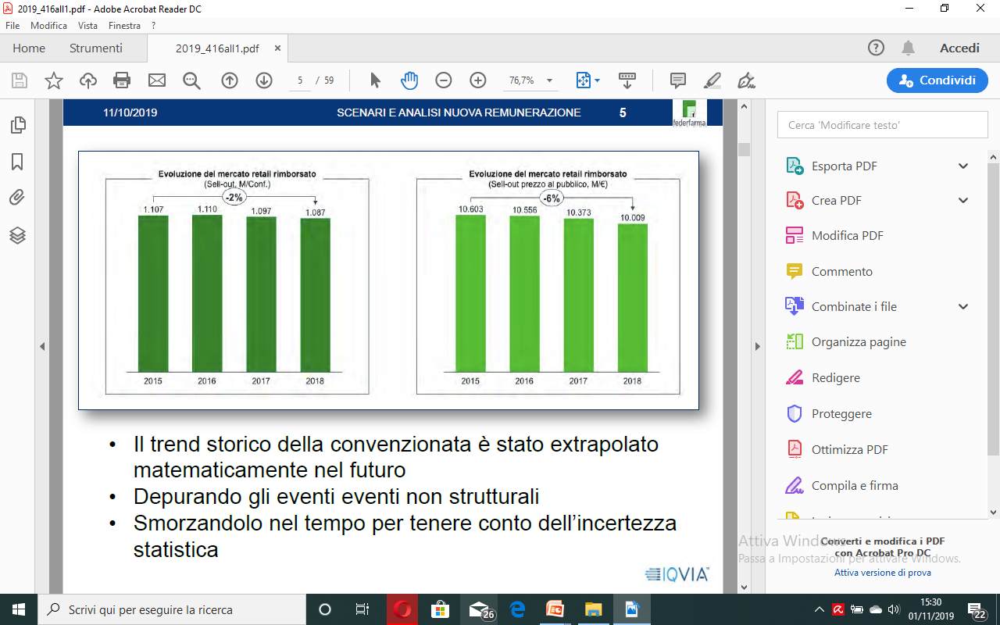 2019_416all1.pdf - Adobe Acrobat Reader DC
File Modifica Vista Finestra ?
Home Strumenti 2019_416all1.pdf × Accedi
5 / 59 76,7% Condividi
11/10/2019 SCENARI E ANALISI NUOVA REMUNERAZIONE 5
federfarma
Evoluzione del mercato retail rimborsato
(Sell-out, M/Conf.)
-2%
1.107 1.110 1.097 1.087
2015 2016 2017 2018
Evoluzione del mercato retail rimborsato
(Sell-out prezzo al pubblico, M/€)
-6%
10.603 10.556 10.373 10.009
2015 2016 2017 2018
• Il trend storico della convenzionata è stato extrapolato
matematicamente nel futuro
• Depurando gli eventi eventi non strutturali
• Smorzandolo nel tempo per tenere conto dell'incertezza
statistica
IQVIA™
Cerca 'Modificare testo'
Esporta PDF
Crea PDF
Modifica PDF
Commento
Combinate i file
Organizza pagine
Redigere
Proteggere
Ottimizza PDF
Compila e firma
Converti e modifica i PDF
con Acrobat Pro DC
Attiva versione di prova
Attiva Windows
Passa a Impostazioni per attivare Windows.
Scrivi qui per eseguire la ricerca
26
15:30
01/11/2019
22